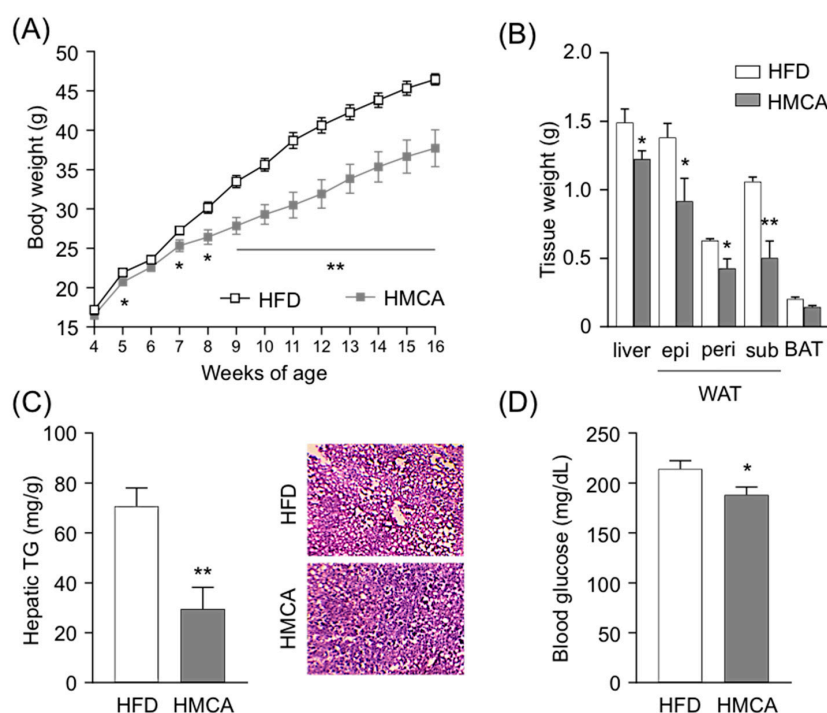 (A)
Body weight (g)
50
45
40
35
30
25
20
15
* * * **
HFD HMCA
4 5 6 7 8 9 10 11 12 13 14 15 16
Weeks of age
(B)
Tissue weight (g)
2.0
1.5
1.0
0.5
0
HFD
HMCA
* * * **
liver epi peri sub BAT
WAT
(C)
Hepatic TG (mg/g)
100
80
60
40
20
0
**
HFD HMCA
HFD
HMCA
(D)
Blood glucose (mg/dL)
250
200
150
100
50
0
*
HFD HMCA